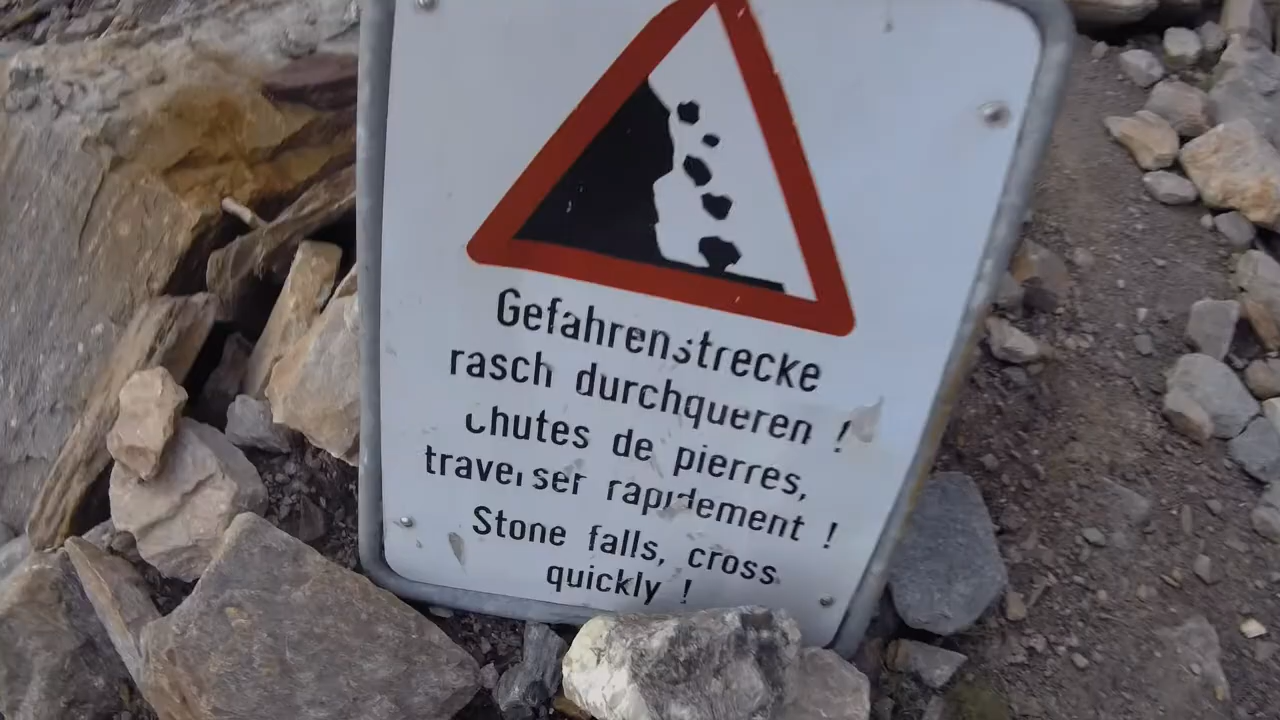 Gefahrenstrecke
rasch durchqueren !
Chutes de pierres,
traverser rapidement !
Stone falls, cross
quickly !